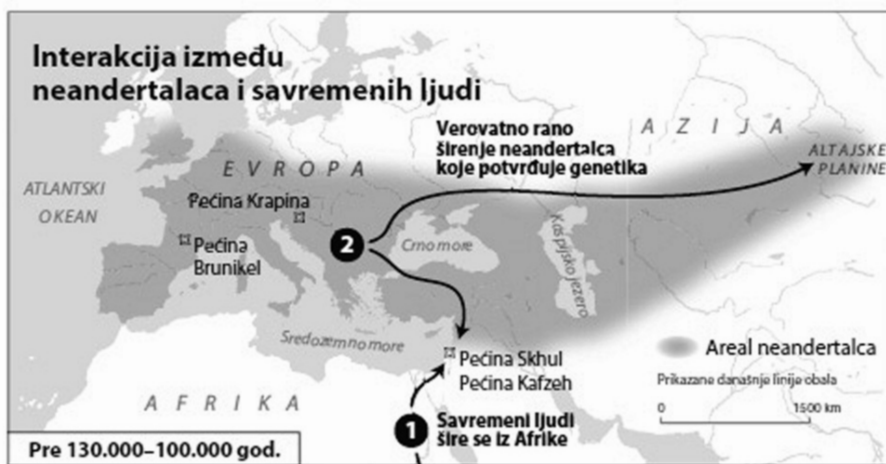 Interakcija između
neandertalaca i savremenih ljudi
Verovatno rano
širenje neandertalca
koje potvrđuje genetika
A Z I J A
ALTAJSKE
PLANINE
E V R O P A
ATLANTSKI
OKEAN
Pećina Krapina
Pećina
Brunikel
2
Crno more
Kaspijsko jezero
Sredozemno more
Pećina Skhul
Pećina Kafzeh
Areal neandertalca
Prikazane današnje linije obala
0 1500 km
A F R I K A
1
Savremeni ljudi
šire se iz Afrike
Pre 130.000–100.000 god.